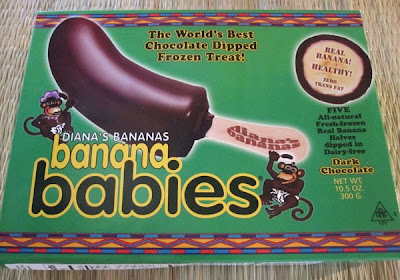 The World's Best
Chocolate Dipped
Frozen Treat!
REAL
BANANA!
HEALTHY!
ZERO
TRANS FAT
FIVE
All-natural
Fresh-frozen
Real Banana
Halves
dipped in
Dairy-free
Dark
Chocolate
NET WT.
10.5 OZ.
300 G
diana's
bananas
DIANA'S BANANAS
banana
babies